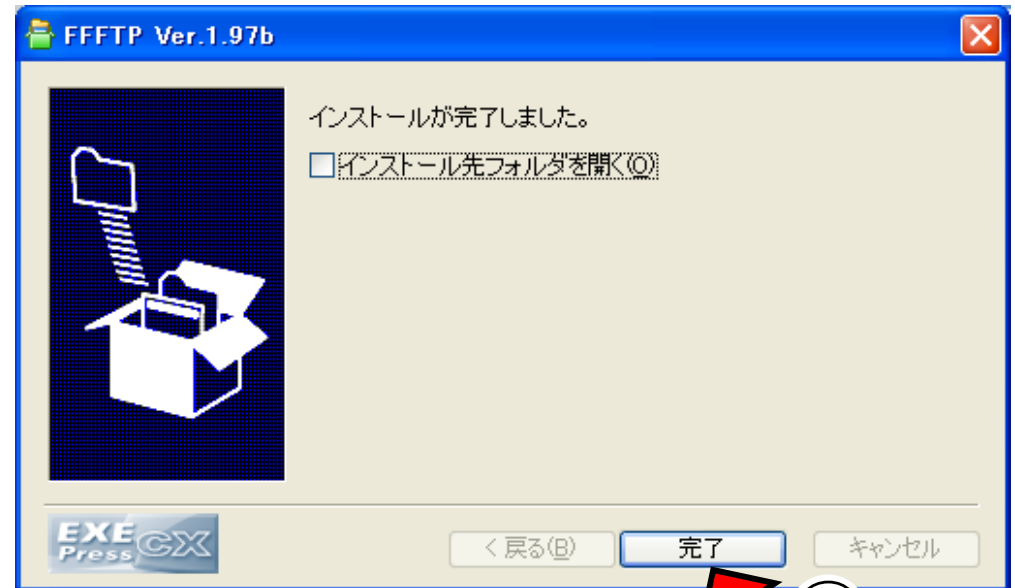 FFFTP Ver.1.97b
インストールが完了しました。
インストール先フォルダを開く(O)
EXE
Press CX
< 戻る(B)
完了
キャンセル